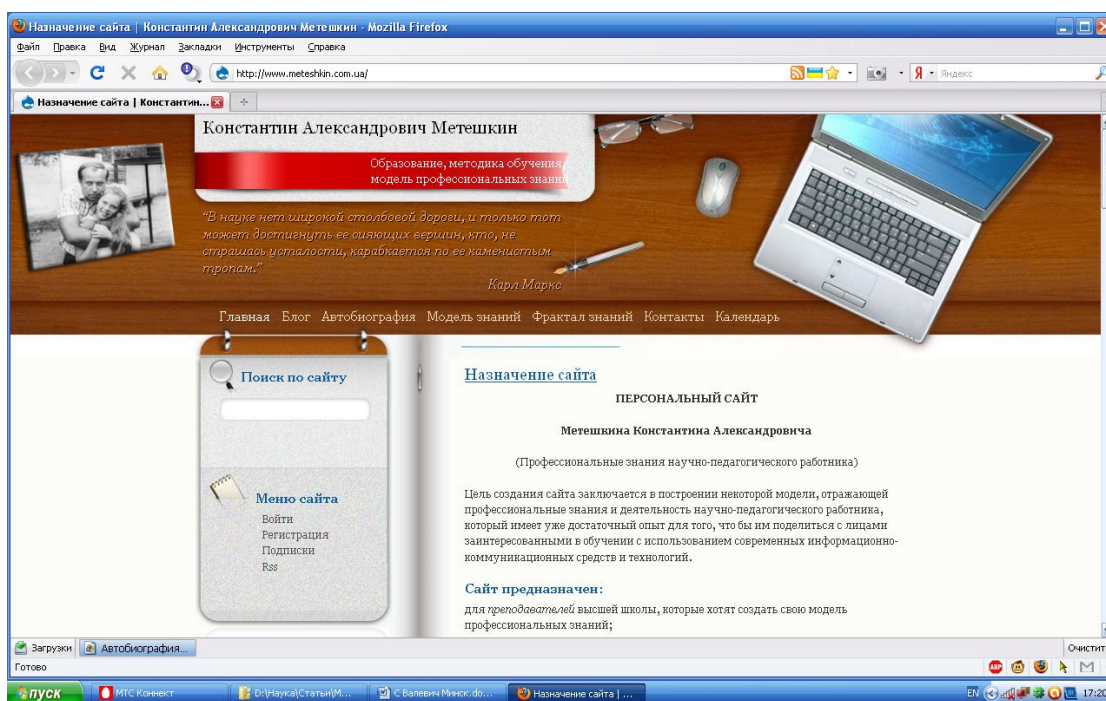 Назначение сайта | Константин Александрович Метешкин - Mozilla Firefox
Файл Правка Вид Журнал Закладки Инструменты Справка
http://www.meteshkin.com.ua/
Яндекс
Назначение сайта | Константин...
Константин Александрович Метешкин
Образование, методика обучения,
модель профессиональных знаний
"В науке нет широкой столбовой дороги, и только тот
может достигнуть ее сияющих вершин, кто, не
страшась усталости, карабкается по ее каменистым
тропам."
Карл Маркс
Главная Блог Автобиография Модель знаний Фрактал знаний Контакты Календарь
Поиск по сайту
Меню сайта
Войти
Регистрация
Подписки
Rss
Назначение сайта
ПЕРСОНАЛЬНЫЙ САЙТ
Метешкина Константина Александровича
(Профессиональные знания научно-педагогического работника)
Цель создания сайта заключается в построении некоторой модели, отражающей
профессиональные знания и деятельность научно-педагогического работника,
который имеет уже достаточный опыт для того, что бы им поделиться с лицами
заинтересованными в обучении с использованием современных информационно-
коммуникационных средств и технологий.
Сайт предназначен:
для преподавателей высшей школы, которые хотят создать свою модель
профессиональных знаний;
Загрузки Автобиография... Очистит
Готово
ABP
пуск МТС Коннект D:\Наука\Статьи\М... С Валевич Минск.do... Назначение сайта | ... EN 17:20